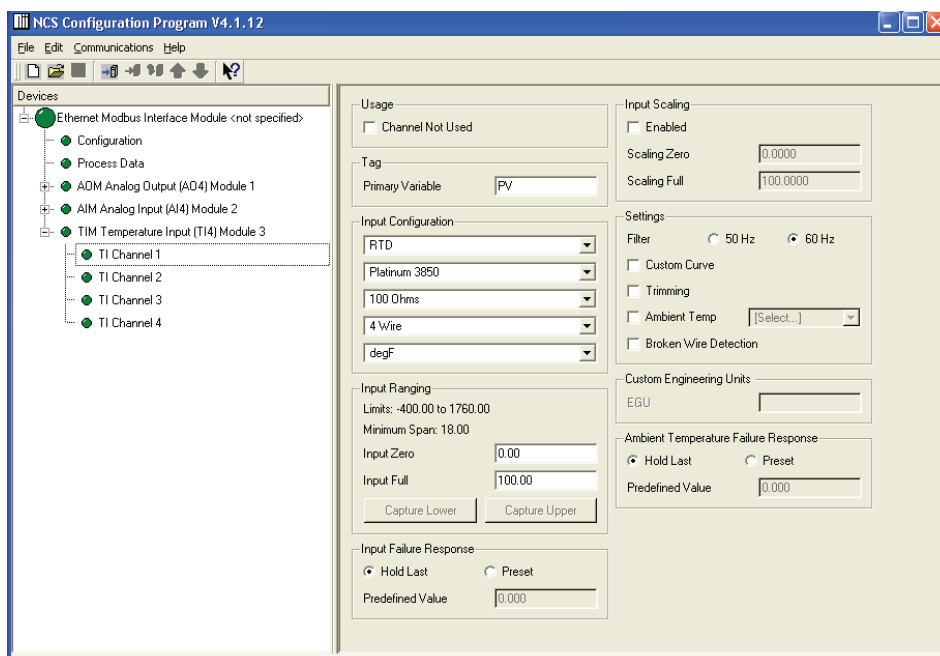 NCS Configuration Program V4.1.12
File Edit Communications Help
Devices
Ethernet Modbus Interface Module <not specified>
Configuration
Process Data
AOM Analog Output (AO4) Module 1
AIM Analog Input (AI4) Module 2
TIM Temperature Input (TI4) Module 3
TI Channel 1
TI Channel 2
TI Channel 3
TI Channel 4
Usage
Channel Not Used
Tag
Primary Variable PV
Input Configuration
RTD
Platinum 3850
100 Ohms
4 Wire
degF
Input Ranging
Limits: -400.00 to 1760.00
Minimum Span: 18.00
Input Zero 0.00
Input Full 100.00
Capture Lower Capture Upper
Input Failure Response
Hold Last Preset
Predefined Value 0.000
Input Scaling
Enabled
Scaling Zero 0.0000
Scaling Full 100.0000
Settings
Filter 50 Hz 60 Hz
Custom Curve
Trimming
Ambient Temp [Select...]
Broken Wire Detection
Custom Engineering Units
EGU
Ambient Temperature Failure Response
Hold Last Preset
Predefined Value 0.000